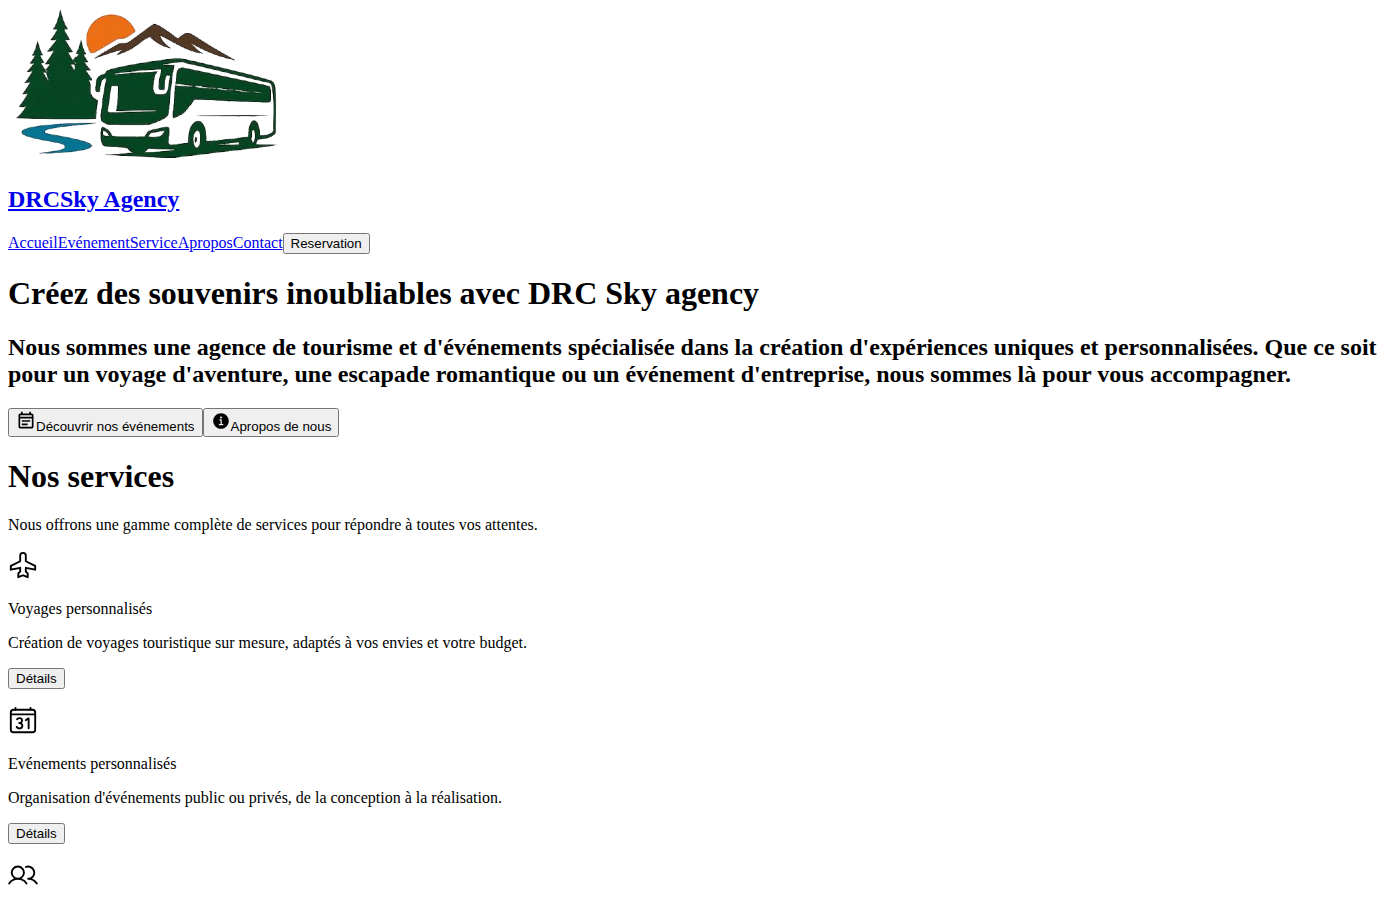 DRCSky Agency
AccueilEvénementServiceAproposContact Reservation
Créez des souvenirs inoubliables avec DRC Sky agency
Nous sommes une agence de tourisme et d'événements spécialisée dans la création d'expériences uniques et personnalisées. Que ce soit
pour un voyage d'aventure, une escapade romantique ou un événement d'entreprise, nous sommes là pour vous accompagner.
Découvrir nos événements Apropos de nous
Nos services
Nous offrons une gamme complète de services pour répondre à toutes vos attentes.
Voyages personnalisés
Création de voyages touristique sur mesure, adaptés à vos envies et votre budget.
Détails
31
Evénements personnalisés
Organisation d'événements public ou privés, de la conception à la réalisation.
Détails